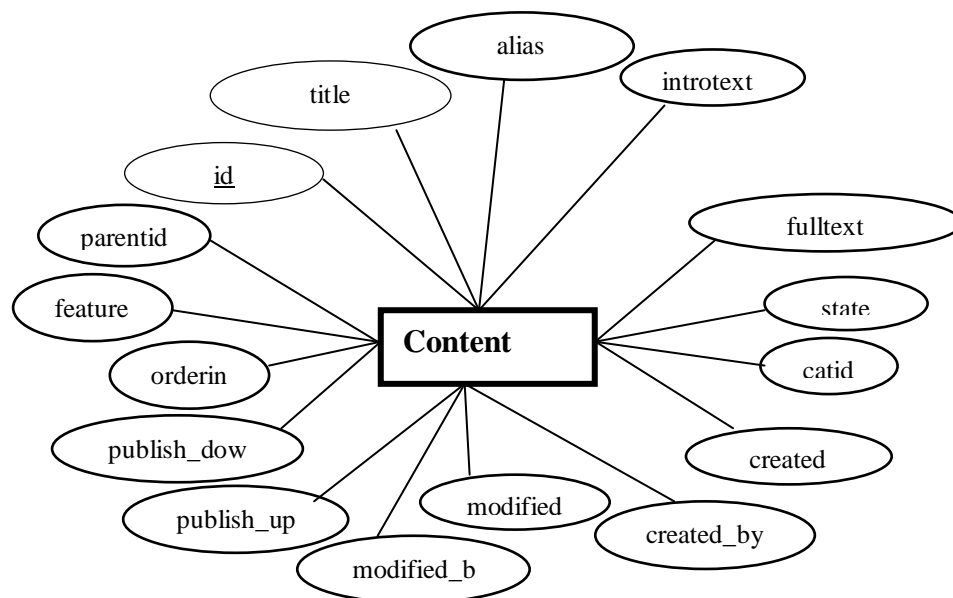 alias
introtext
title
id
fulltext
parentid
feature
state
Content
catid
orderin
publish_dow
created
modified
publish_up
created_by
modified_b